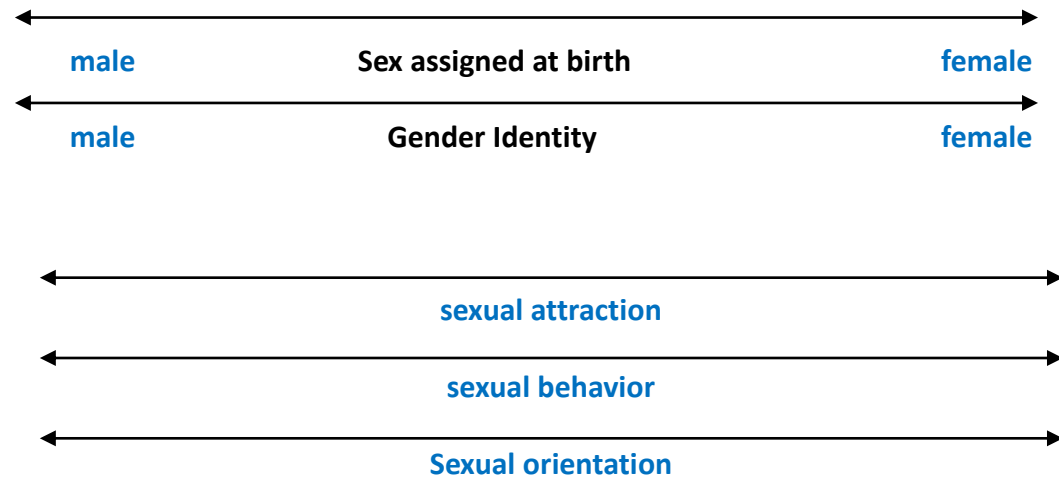 male Sex assigned at birth female
male Gender Identity female
sexual attraction
sexual behavior
Sexual orientation